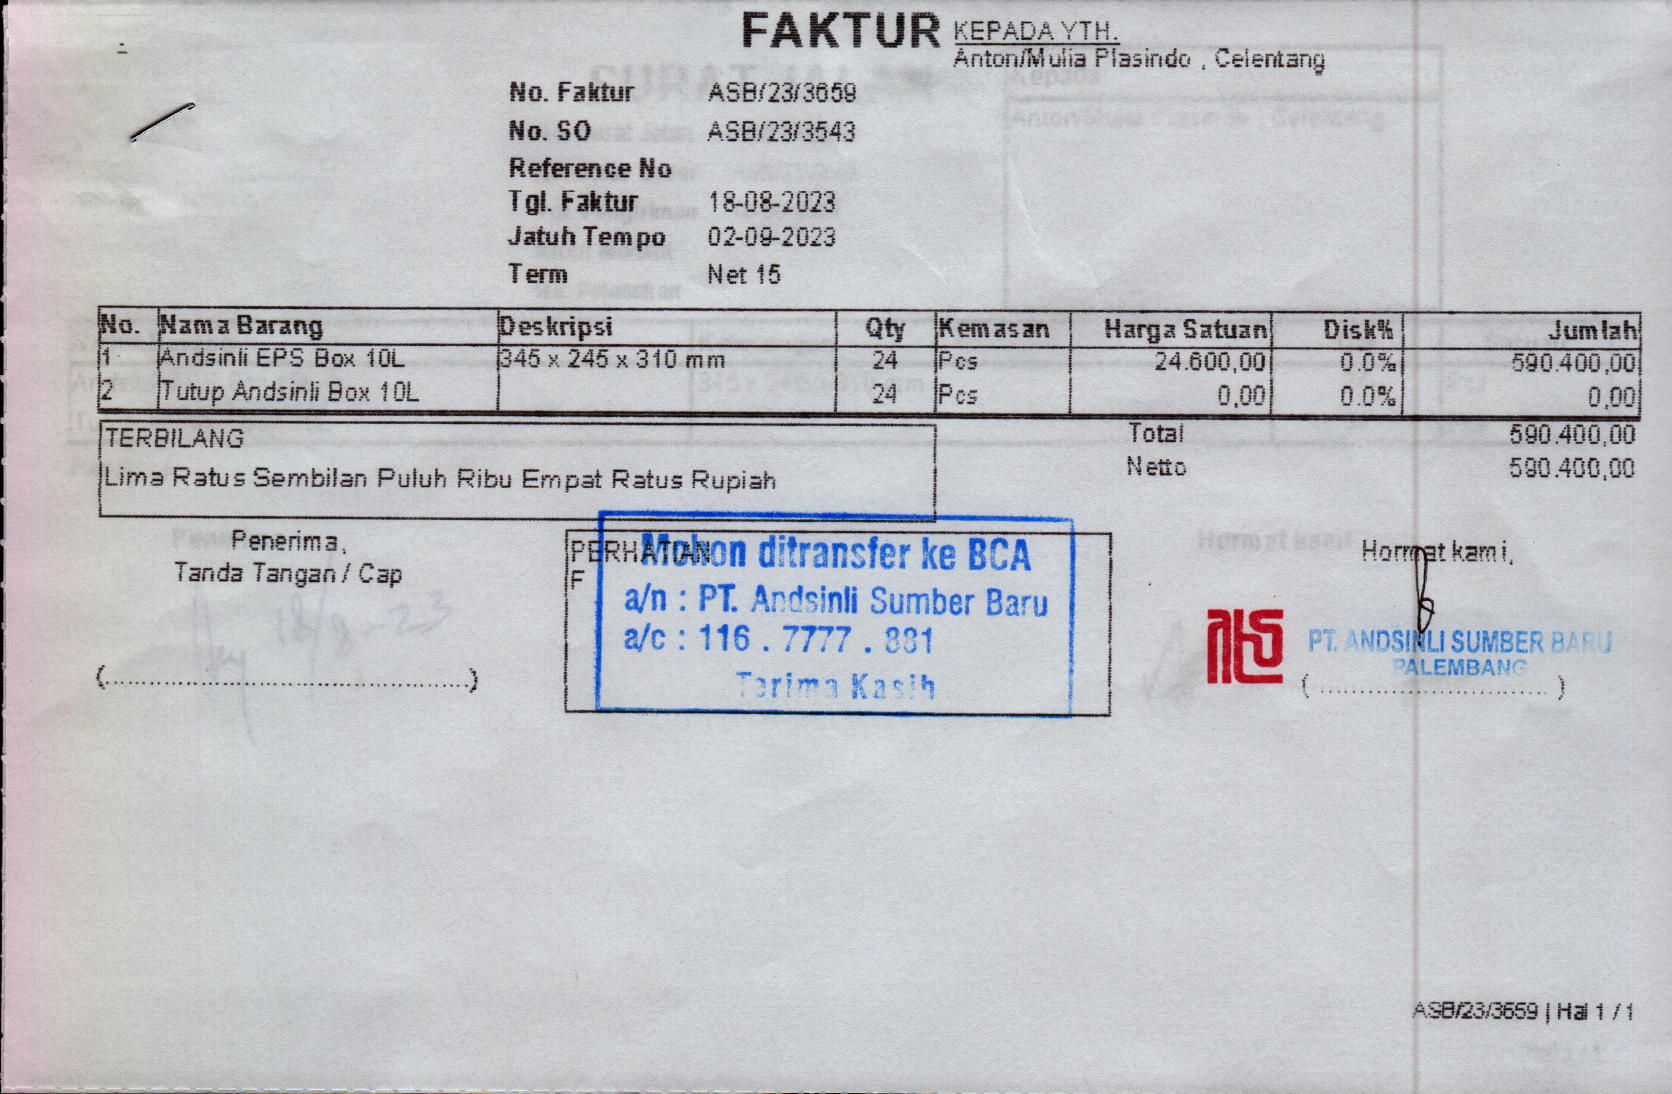 FAKTUR
KEPADA YTH.
Anton/Mulia Plasindo , Celentang
No. Faktur ASB/23/3659
No. SO ASB/23/3543
Reference No
Tgl. Faktur 18-08-2023
Jatuh Tempo 02-09-2023
Term Net 15
No. Nama Barang Deskripsi Qty Kemasan Harga Satuan Disk% Jumlah
1 Andsinli EPS Box 10L 345 x 245 x 310 mm 24 Pcs 24.600,00 0.0% 590.400,00
2 Tutup Andsinli Box 10L 24 Pcs 0,00 0.0% 0,00
TERBILANG
Lima Ratus Sembilan Puluh Ribu Empat Ratus Rupiah
Total 590.400,00
Netto 590.400,00
Penerima,
Tanda Tangan / Cap
(........................................)
PERHATIAN
F
Mohon ditransfer ke BCA
a/n : PT. Andsinli Sumber Baru
a/c : 116 . 7777 . 881
Terima Kasih
Hormat kami,
PT. ANDSINLI SUMBER BARU
PALEMBANG
(............................)
18/8-23
ASB/23/3659 | Hal 1 / 1